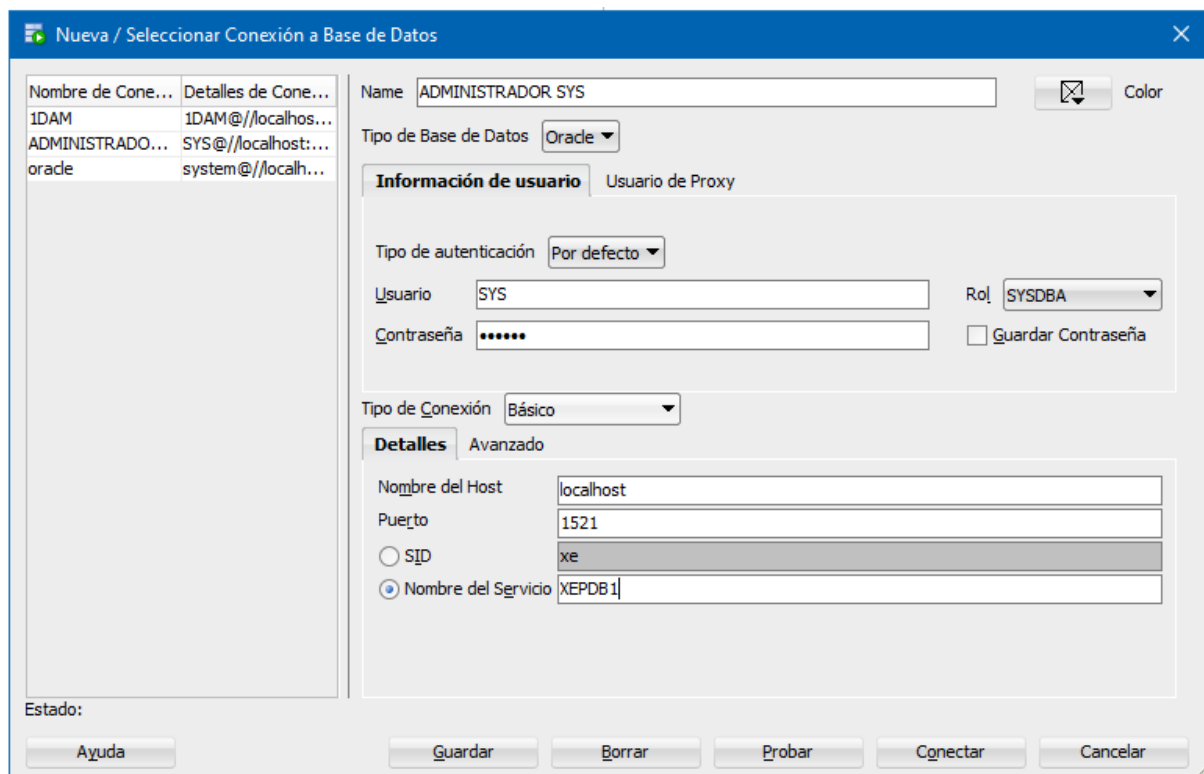 Nueva / Seleccionar Conexión a Base de Datos
Nombre de Cone... Detalles de Cone...
1DAM 1DAM@//localhos...
ADMINISTRADO... SYS@//localhost:...
oracle system@//localh...
Name ADMINISTRADOR SYS Color
Tipo de Base de Datos Oracle
Información de usuario Usuario de Proxy
Tipo de autenticación Por defecto
Usuario SYS Rol SYSDBA
Contraseña •••••• Guardar Contraseña
Tipo de Conexión Básico
Detalles Avanzado
Nombre del Host localhost
Puerto 1521
SID xe
Nombre del Servicio XEPDB1
Estado:
Ayuda Guardar Borrar Probar Conectar Cancelar